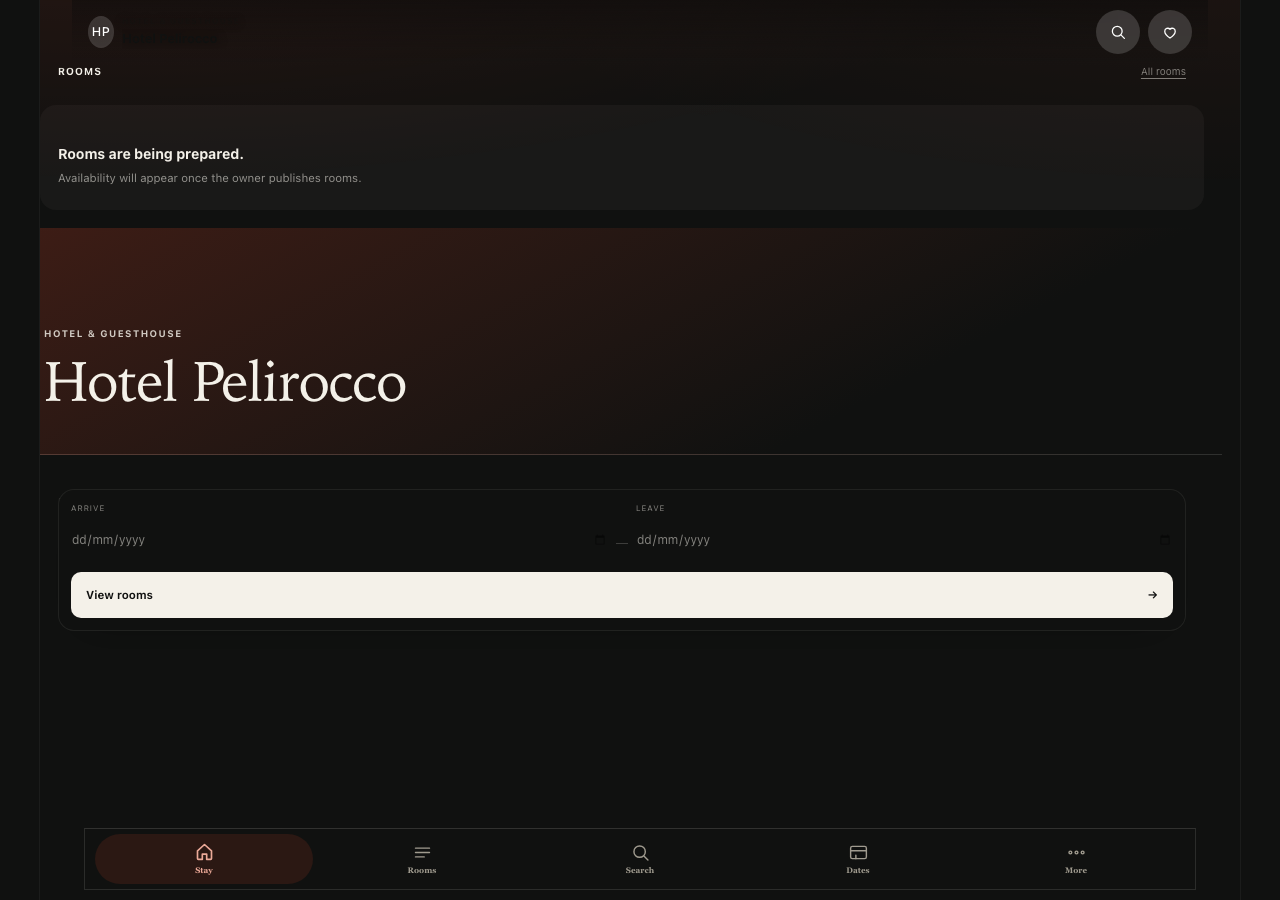 HP
ROOMS
All rooms
Rooms are being prepared.
Availability will appear once the owner publishes rooms.
HOTEL & GUESTHOUSE
Hotel Pelirocco
ARRIVE
LEAVE
dd/mm/yyyy
—
dd/mm/yyyy
View rooms
Stay
Rooms
Search
Dates
More